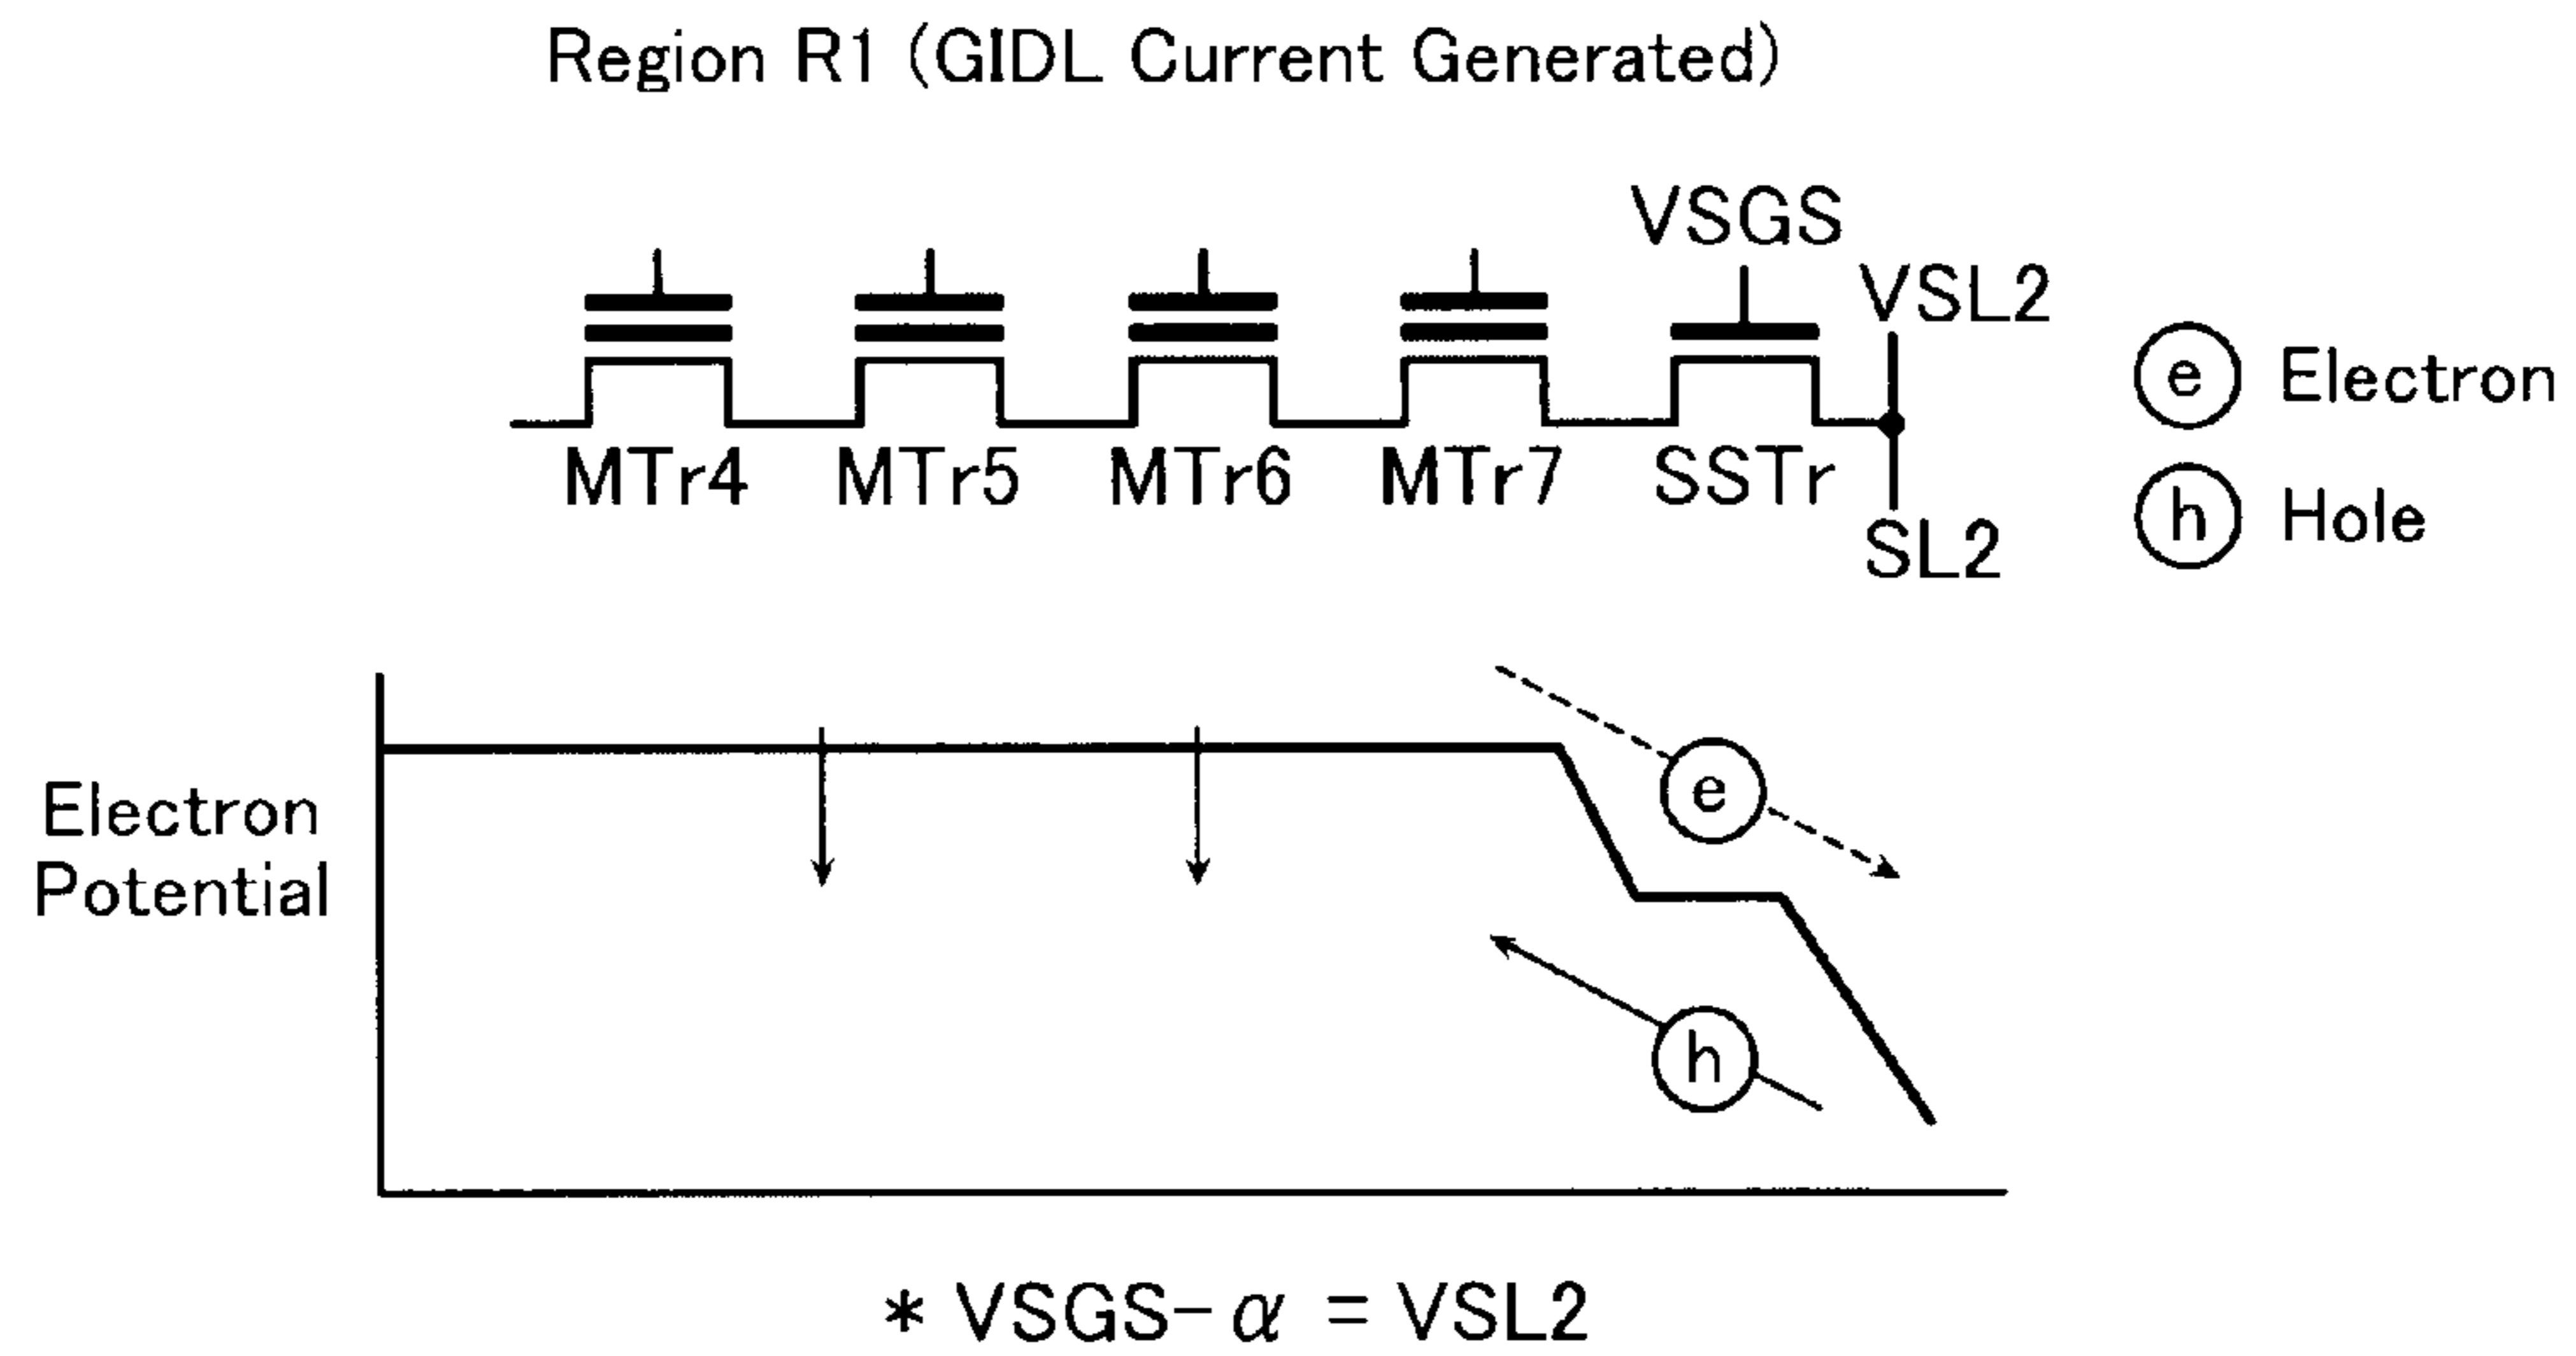 Region R1 (GIDL Current Generated)
VSGS
VSL2
MTr4 MTr5 MTr6 MTr7 SSTr
SL2
e Electron
h Hole
Electron
Potential
e
h
* VSGS-α = VSL2